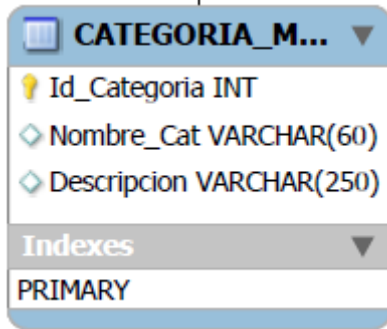 CATEGORIA_M...
Id_Categoria INT
Nombre_Cat VARCHAR(60)
Descripcion VARCHAR(250)
Indexes
PRIMARY